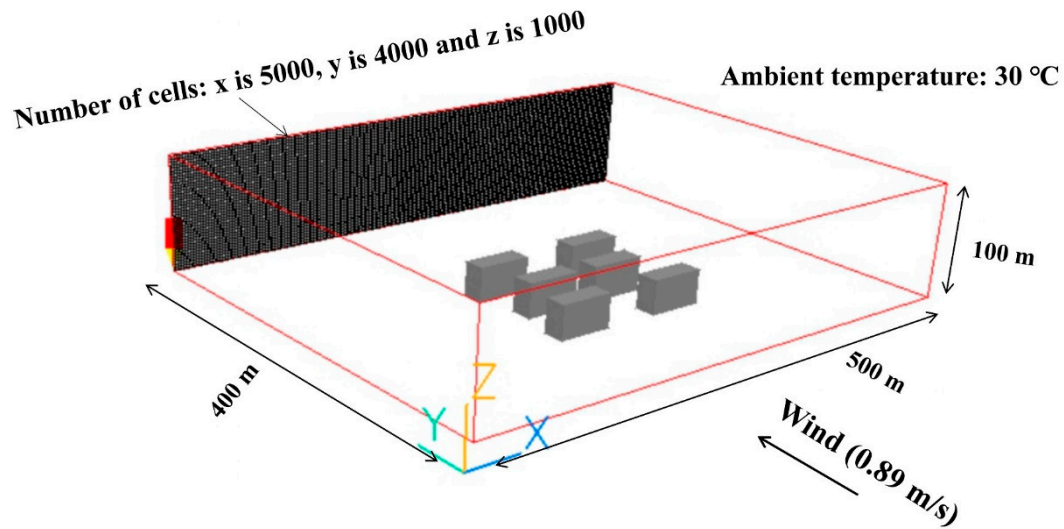 Number of cells: x is 5000, y is 4000 and z is 1000
Ambient temperature: 30 °C
100 m
400 m
500 m
Z
Y
X
Wind (0.89 m/s)